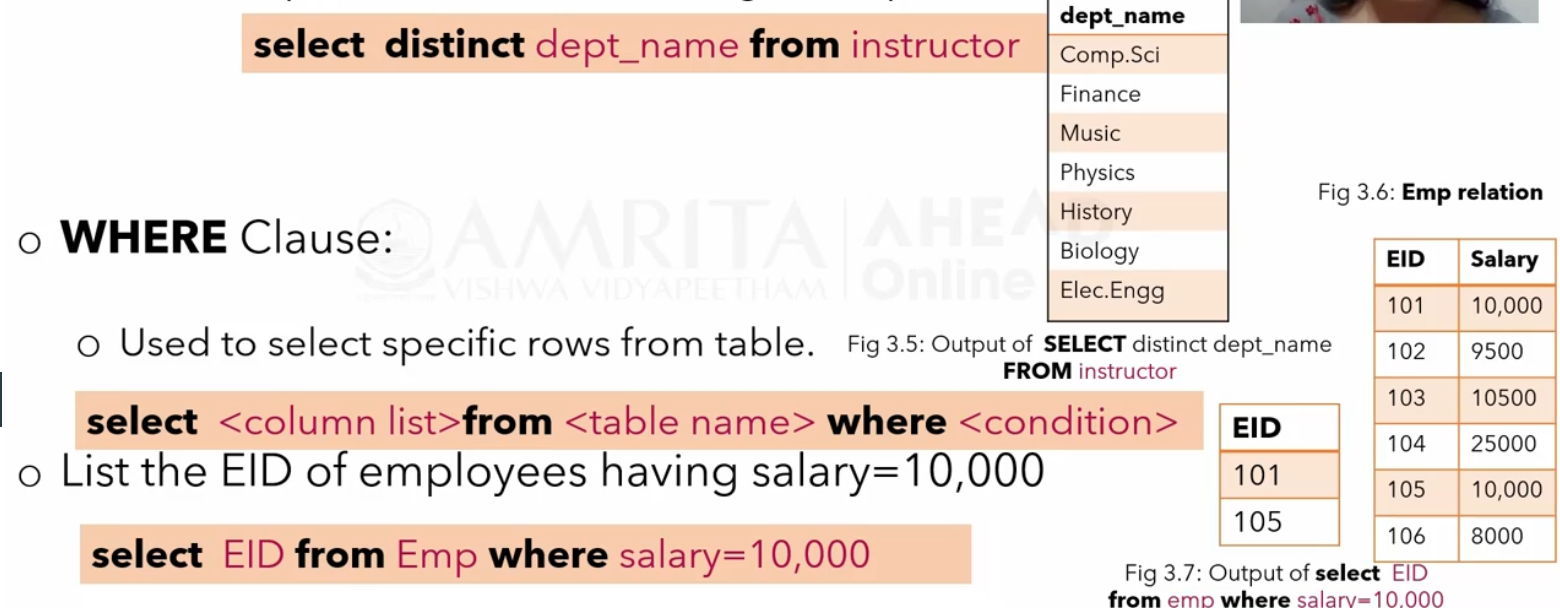 select distinct dept_name from instructor
dept_name
Comp.Sci
Finance
Music
Physics
History
Biology
Elec.Engg
Fig 3.5: Output of SELECT distinct dept_name
FROM instructor
AMRITA AHEAD
VISHWA VIDYAPEETHAM Online
o WHERE Clause:
o Used to select specific rows from table.
select <column list>from <table name> where <condition>
o List the EID of employees having salary=10,000
select EID from Emp where salary=10,000
EID
101
105
Fig 3.7: Output of select EID
from emp where salary=10,000
Fig 3.6: Emp relation
EID Salary
101 10,000
102 9500
103 10500
104 25000
105 10,000
106 8000